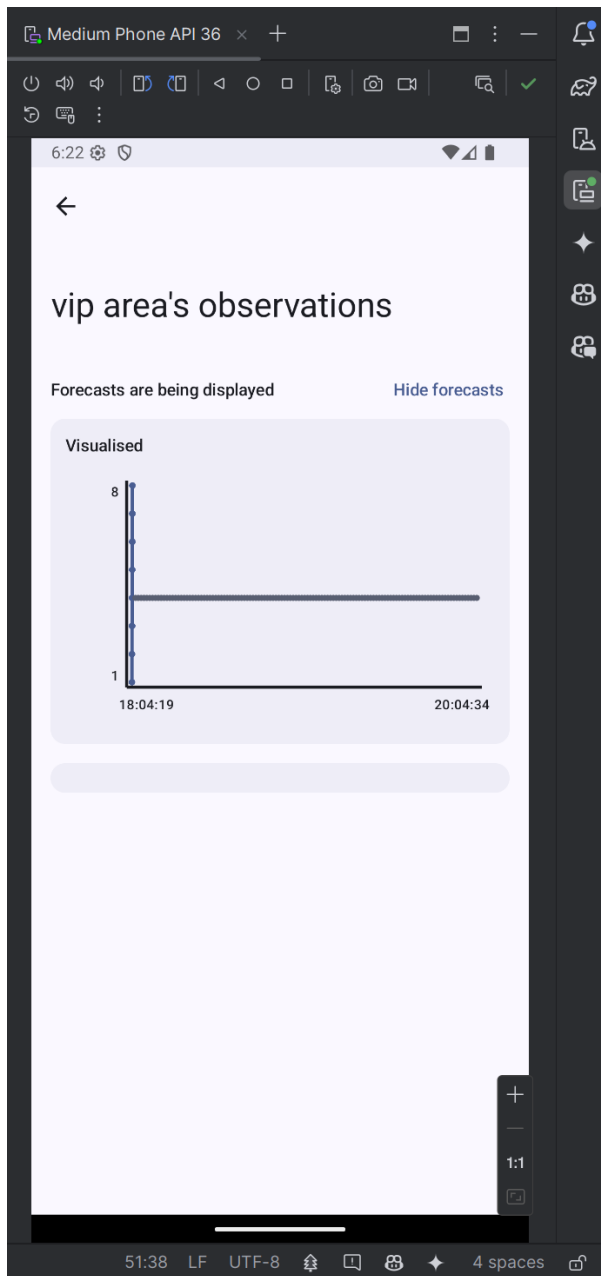 Medium Phone API 36
6:22
vip area's observations
Forecasts are being displayed
Hide forecasts
Visualised
8
1
18:04:19
20:04:34
1:1
51:38 LF UTF-8 4 spaces